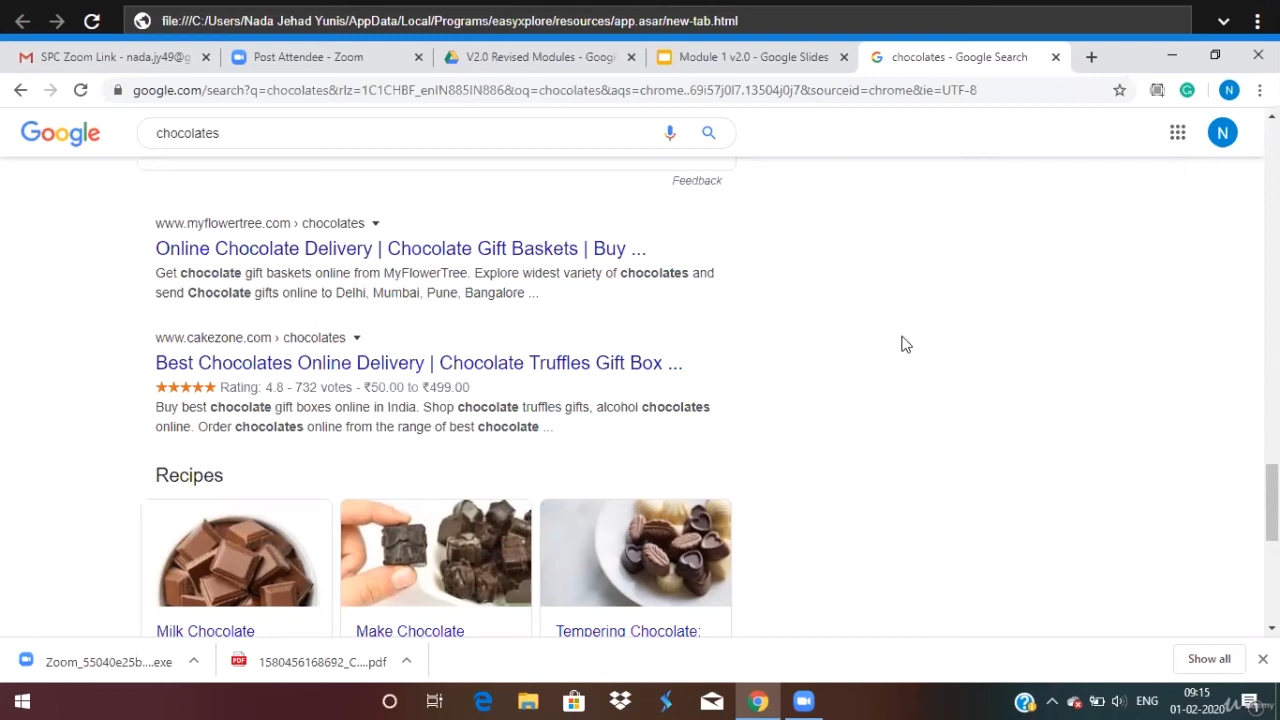 file:///C:/Users/Nada Jehad Yunis/AppData/Local/Programs/easyxplore/resources/app.asar/new-tab.html
SPC Zoom Link - nada.jy49@g
Post Attendee - Zoom
V2.0 Revised Modules - Goog
Module 1 v2.0 - Google Slides
chocolates - Google Search
google.com/search?q=chocolates&rlz=1C1CHBF_enIN885IN886&oq=chocolates&aqs=chrome..69i57j0l7.13504j0j7&sourceid=chrome&ie=UTF-8
N
Google
chocolates
N
Feedback
www.myflowertree.com › chocolates
Online Chocolate Delivery | Chocolate Gift Baskets | Buy ...
Get chocolate gift baskets online from MyFlowerTree. Explore widest variety of chocolates and
send Chocolate gifts online to Delhi, Mumbai, Pune, Bangalore ...
www.cakezone.com › chocolates
Best Chocolates Online Delivery | Chocolate Truffles Gift Box ...
Rating: 4.8 - 732 votes - ₹50.00 to ₹499.00
Buy best chocolate gift boxes online in India. Shop chocolate truffles gifts, alcohol chocolates
online. Order chocolates online from the range of best chocolate ...
Recipes
Milk Chocolate
Make Chocolate
Tempering Chocolate:
Zoom_55040e25b....exe
PDF
1580456168692_C....pdf
Show all
ENG
09:15
01-02-2020